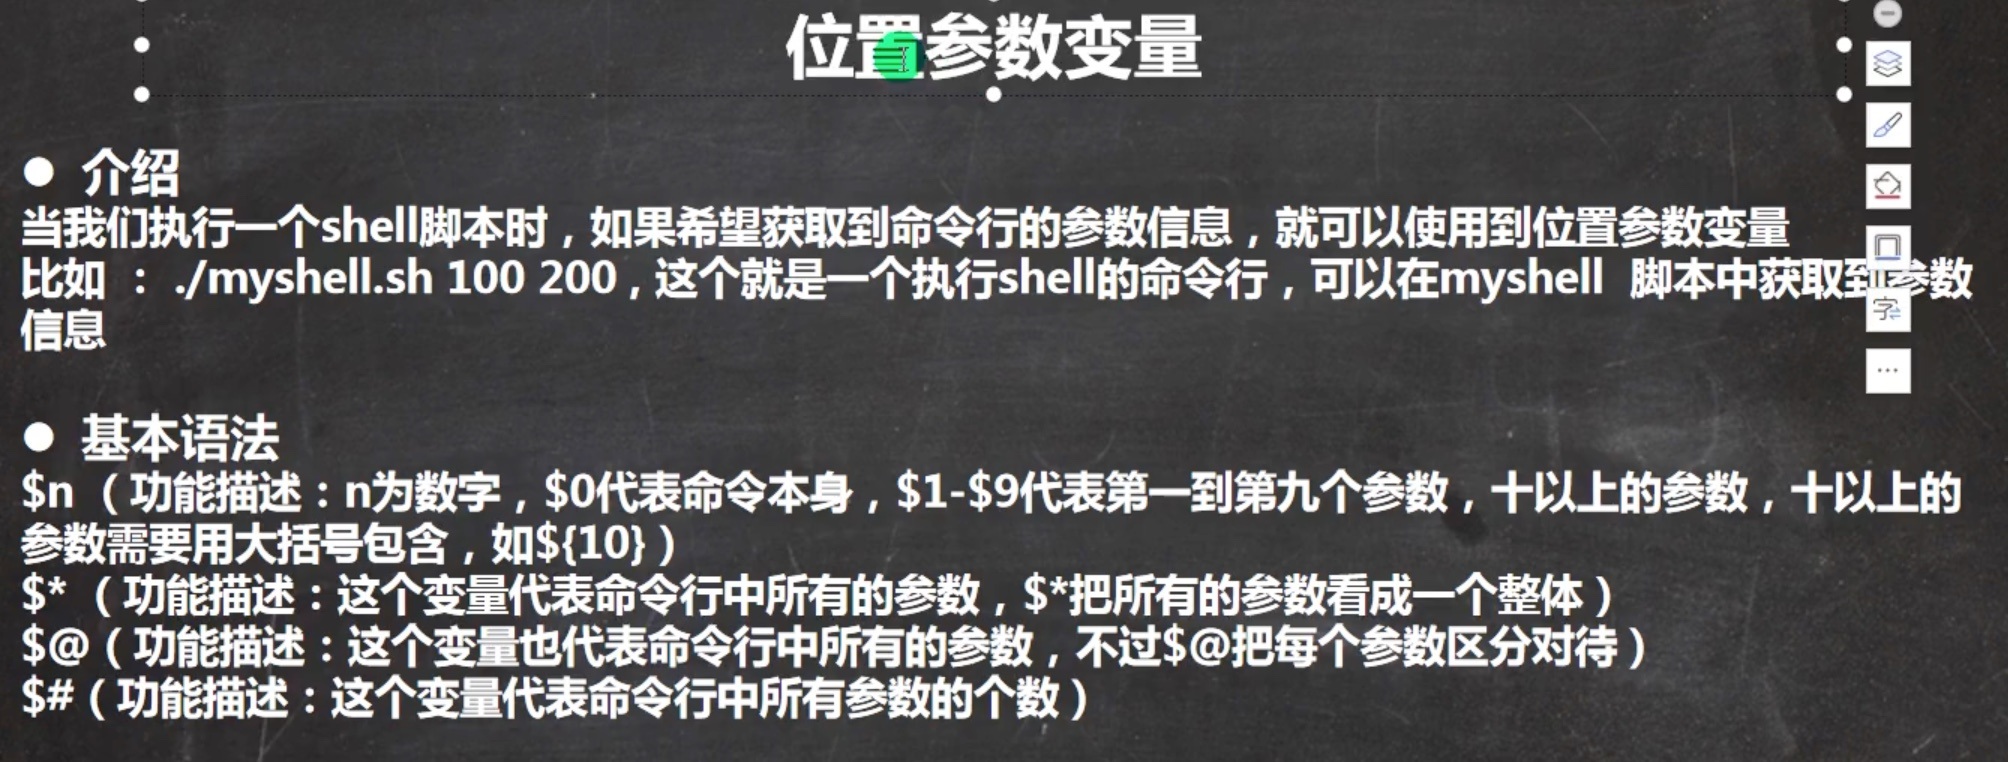 位置参数变量
● 介绍
当我们执行一个shell脚本时，如果希望获取到命令行的参数信息，就可以使用到位置参数变量
比如 ： ./myshell.sh 100 200，这个就是一个执行shell的命令行，可以在myshell 脚本中获取到参数
信息
● 基本语法
$n （功能描述：n为数字，$0代表命令本身，$1-$9代表第一到第九个参数，十以上的参数，十以上的
参数需要用大括号包含，如${10}）
$* （功能描述：这个变量代表命令行中所有的参数，$*把所有的参数看成一个整体）
$@（功能描述：这个变量也代表命令行中所有的参数，不过$@把每个参数区分对待）
$#（功能描述：这个变量代表命令行中所有参数的个数）
字